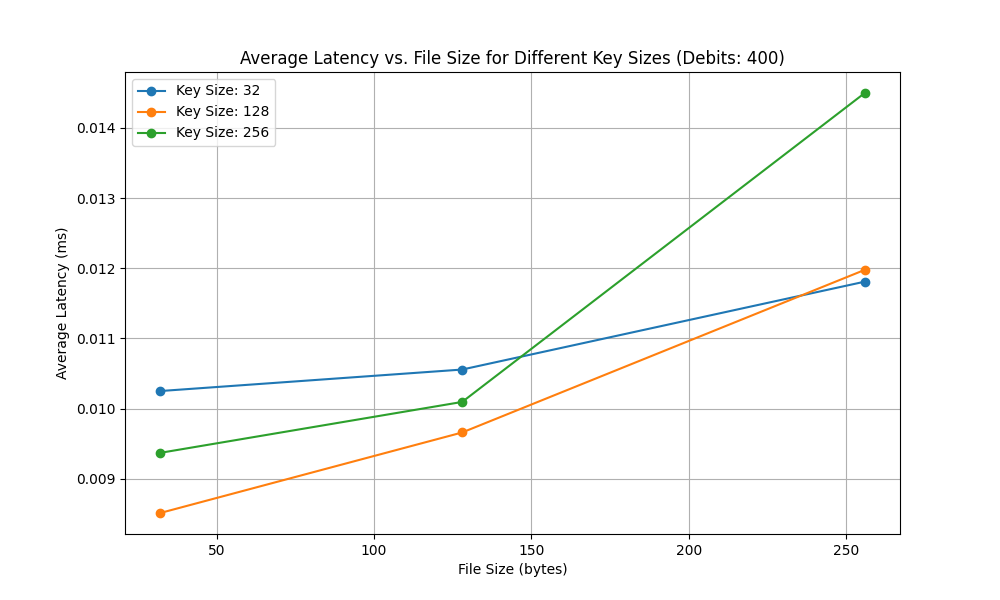 Average Latency vs. File Size for Different Key Sizes (Debits: 400)
Key Size: 32
Key Size: 128
Key Size: 256
0.014
0.013
0.012
0.011
0.010
0.009
Average Latency (ms)
50 100 150 200 250
File Size (bytes)